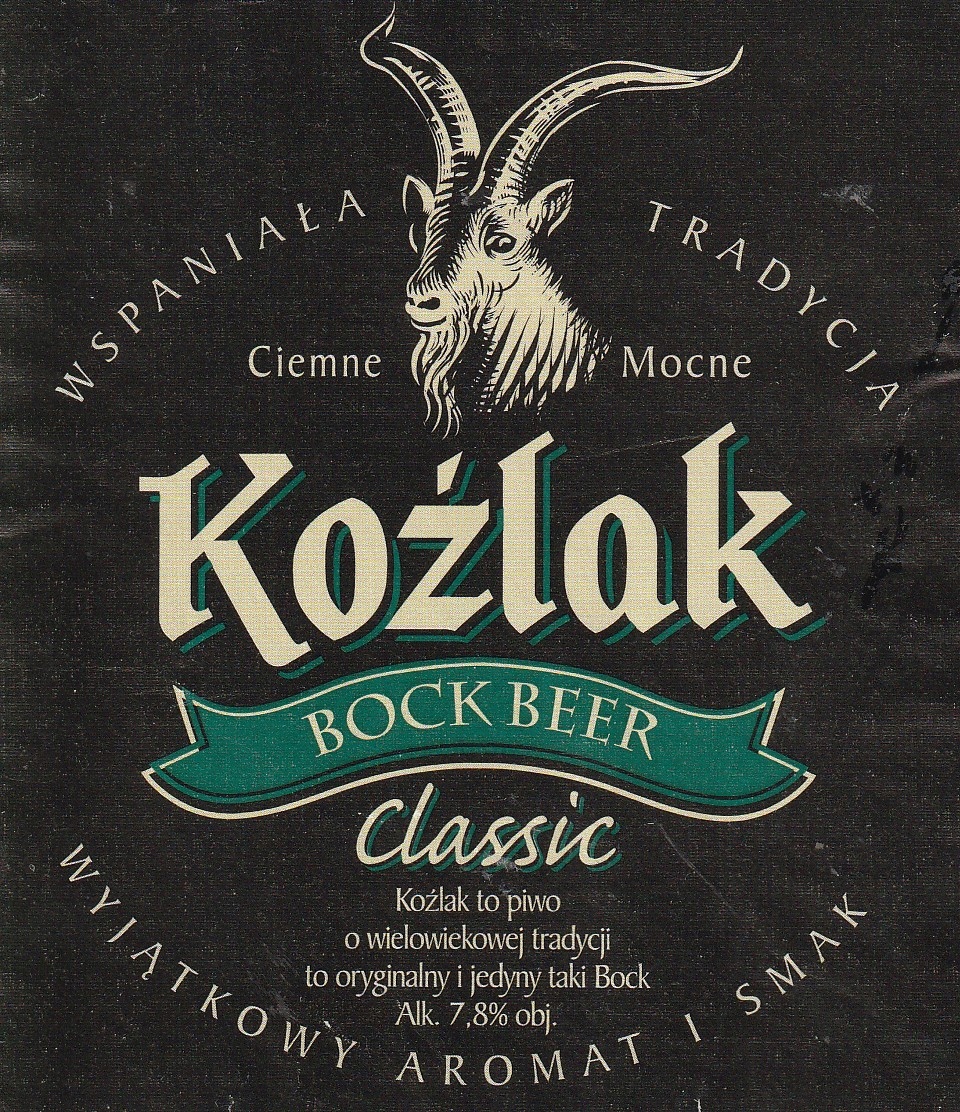 WSPANIAŁA TRADYCJA
Ciemne Mocne
Koźlak
BOCK BEER
Classic
Koźlak to piwo
o wielowiekowej tradycji
to oryginalny i jedyny taki Bock
Alk. 7,8% obj.
WYJĄTKOWY AROMAT I SMAK